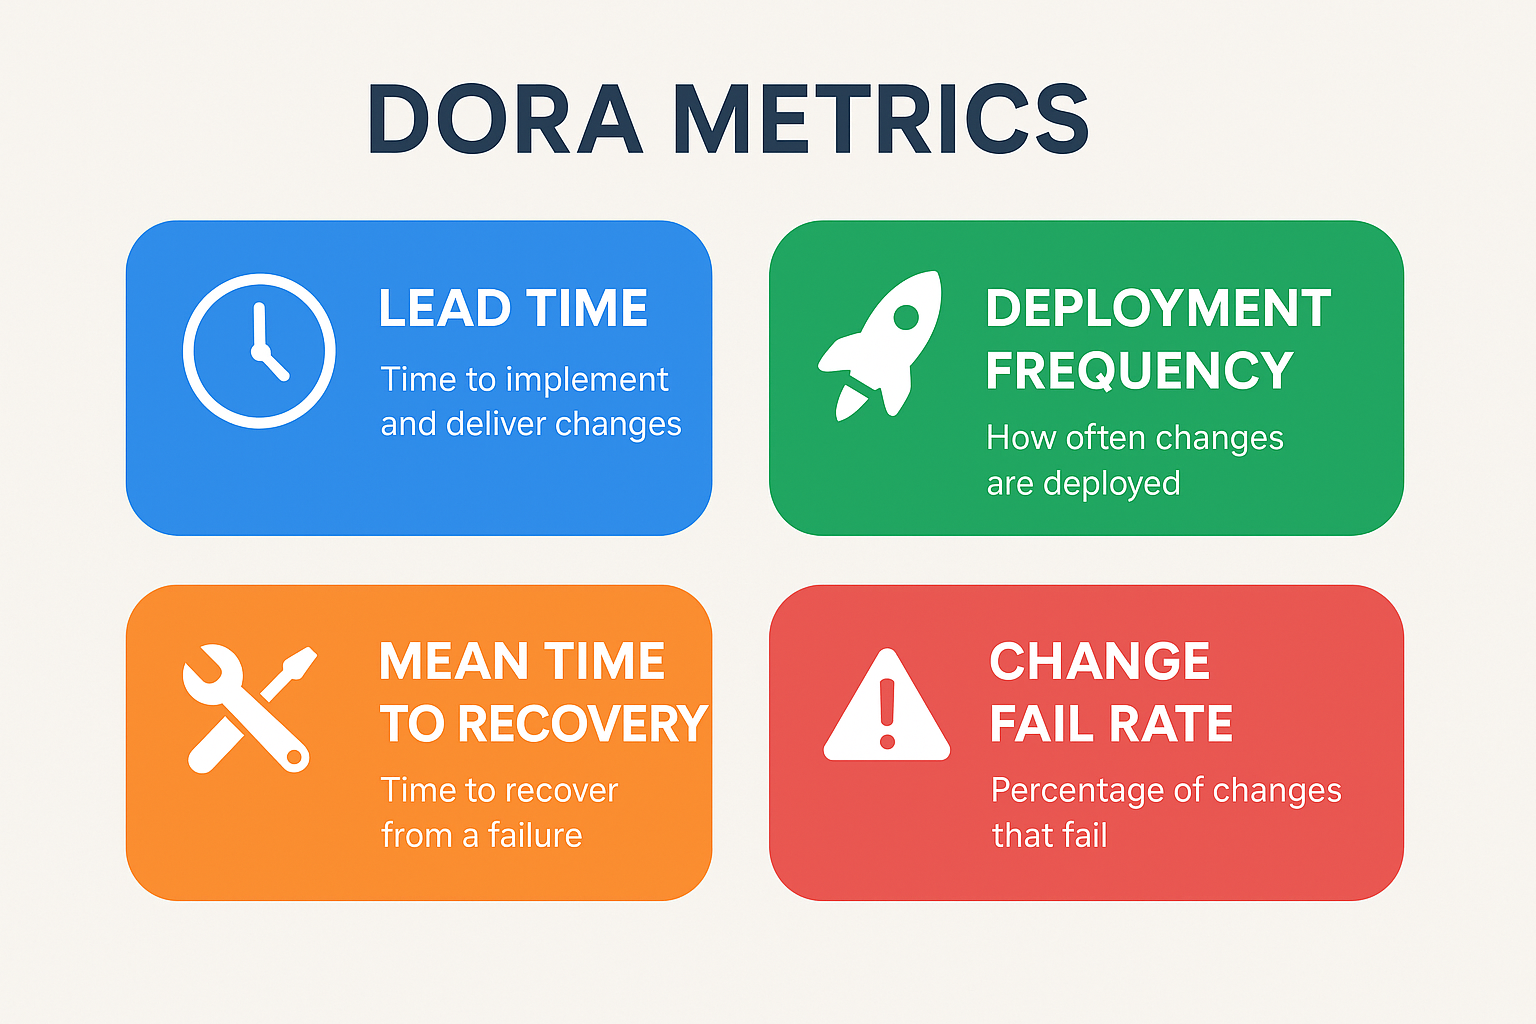 DORA METRICS
LEAD TIME
Time to implement
and deliver changes
DEPLOYMENT
FREQUENCY
How often changes
are deployed
MEAN TIME
TO RECOVERY
Time to recover
from a failure
CHANGE
FAIL RATE
Percentage of changes
that fail